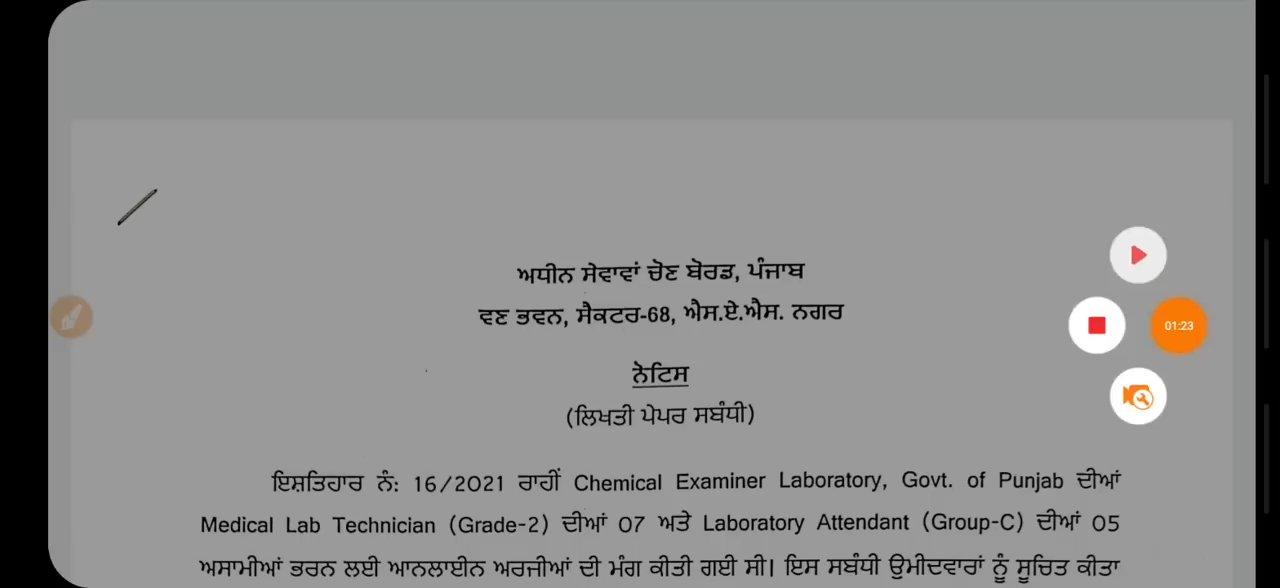 ਅਧੀਨ ਸੇਵਾਵਾਂ ਚੋਣ ਬੋਰਡ, ਪੰਜਾਬ
ਵਣ ਭਵਨ, ਸੈਕਟਰ-68, ਐਸ.ਏ.ਐਸ. ਨਗਰ
ਨੋਟਿਸ
(ਲਿਖਤੀ ਪੇਪਰ ਸਬੰਧੀ)
01:23
ਇਸ਼ਤਿਹਾਰ ਨੰ: 16/2021 ਰਾਹੀਂ Chemical Examiner Laboratory, Govt. of Punjab ਦੀਆਂ
Medical Lab Technician (Grade-2) ਦੀਆਂ 07 ਅਤੇ Laboratory Attendant (Group-C) ਦੀਆਂ 05
ਅਸਾਮੀਆਂ ਭਰਨ ਲਈ ਆਨਲਾਈਨ ਅਰਜੀਆਂ ਦੀ ਮੰਗ ਕੀਤੀ ਗਈ ਸੀ। ਇਸ ਸਬੰਧੀ ਉਮੀਦਵਾਰਾਂ ਨੂੰ ਸੂਚਿਤ ਕੀਤਾ